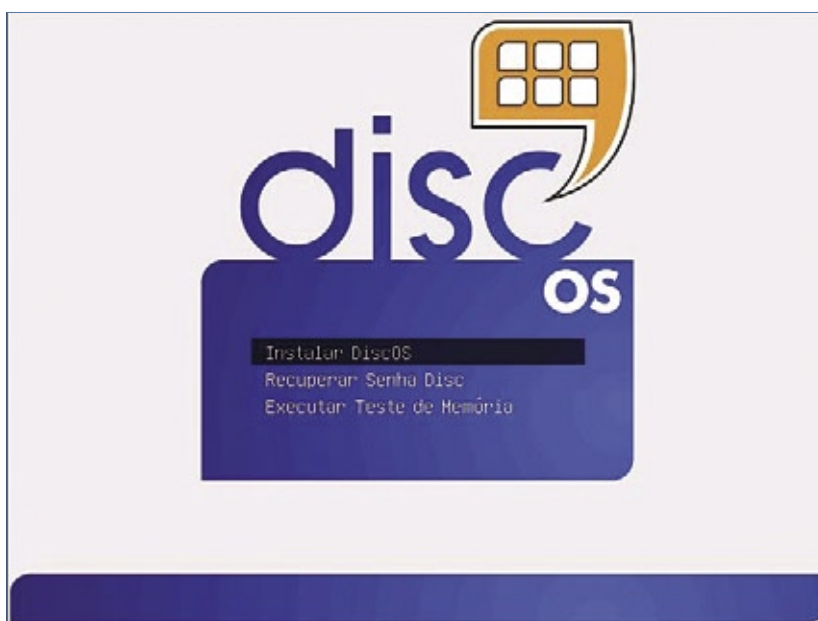 disc
OS
Instalar DiscOS
Recuperar Senha Disc
Executar Teste de Memória